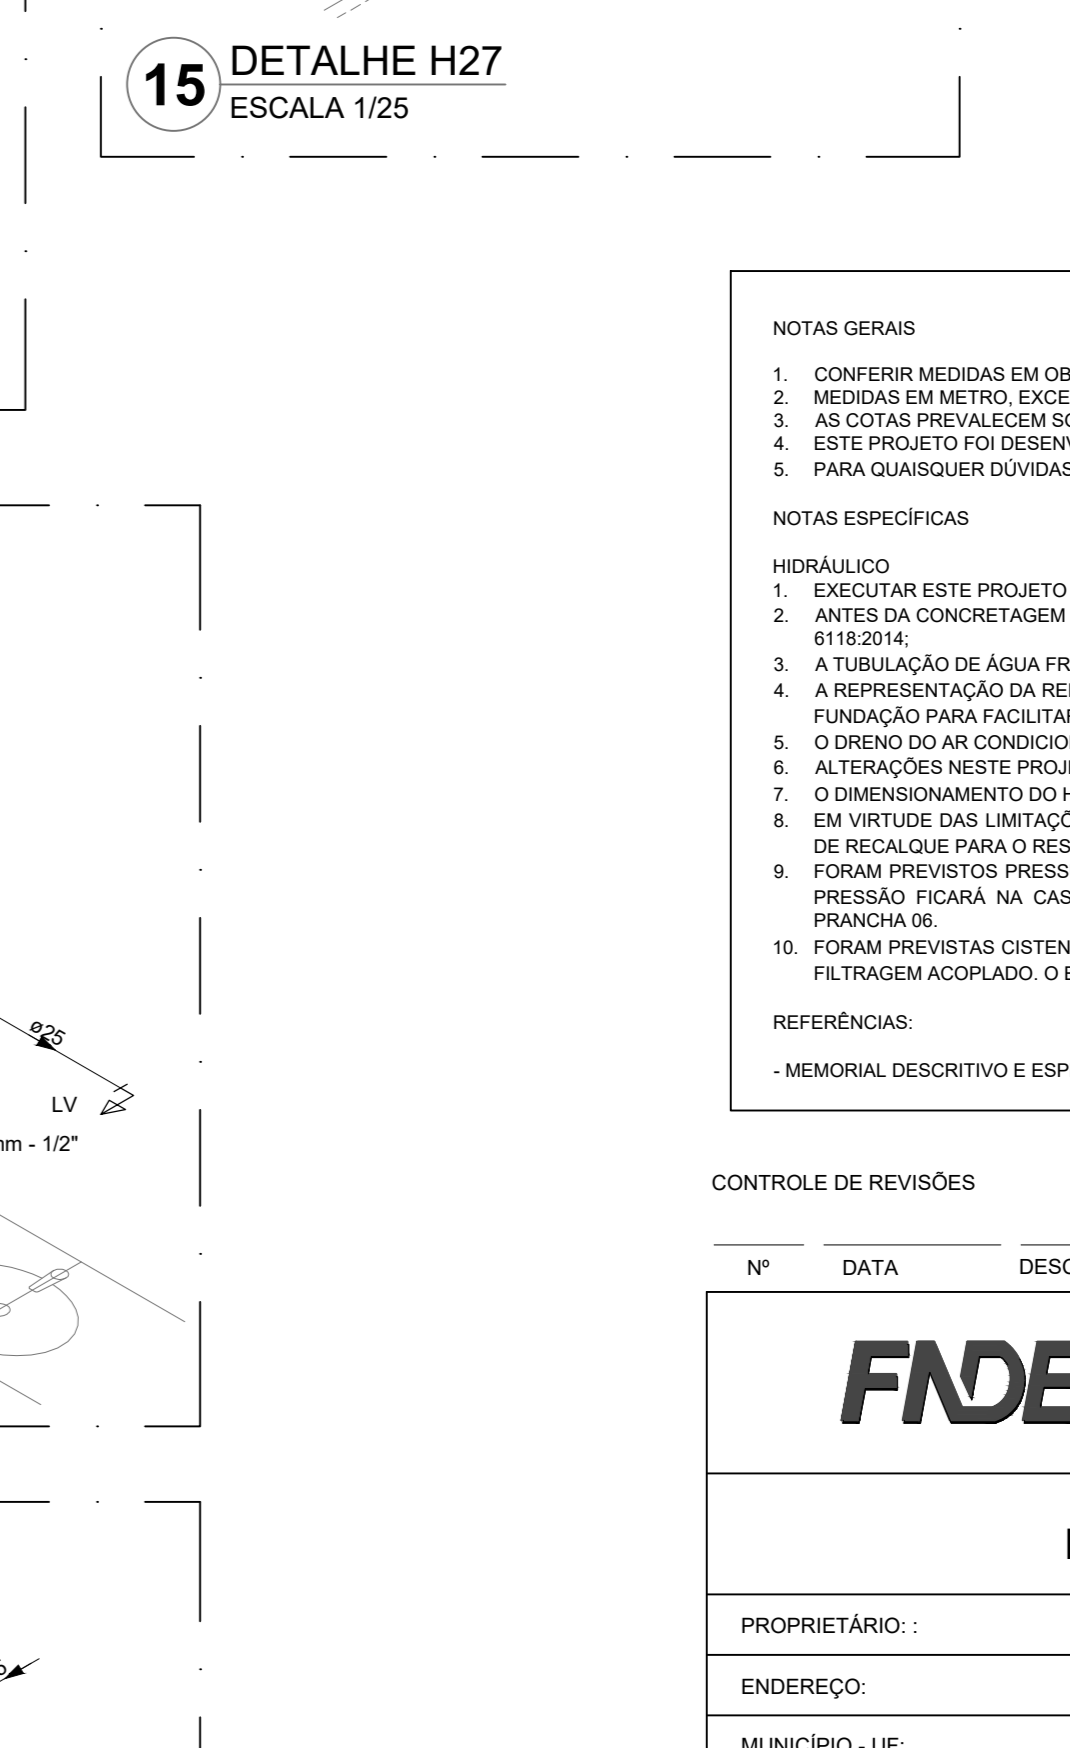 15
DETALHE H27
ESCALA 1/25
ø25
LV
mm - 1/2"
NOTAS GERAIS
1. CONFERIR MEDIDAS EM OB
2. MEDIDAS EM METRO, EXCE
3. AS COTAS PREVALECEM SO
4. ESTE PROJETO FOI DESENV
5. PARA QUAISQUER DÚVIDAS
NOTAS ESPECÍFICAS
HIDRÁULICO
1. EXECUTAR ESTE PROJETO
2. ANTES DA CONCRETAGEM
6118:2014;
3. A TUBULAÇÃO DE ÁGUA FR
4. A REPRESENTAÇÃO DA RE
FUNDAÇÃO PARA FACILITAR
5. O DRENO DO AR CONDICIO
6. ALTERAÇÕES NESTE PROJE
7. O DIMENSIONAMENTO DO H
8. EM VIRTUDE DAS LIMITAÇÕ
DE RECALQUE PARA O RES
9. FORAM PREVISTOS PRESS
PRESSÃO FICARÁ NA CAS
PRANCHA 06.
10. FORAM PREVISTAS CISTEN
FILTRAGEM ACOPLADO. O E
REFERÊNCIAS:
- MEMORIAL DESCRITIVO E ESP
CONTROLE DE REVISÕES
Nº DATA DESC
FNDE
PROPRIETÁRIO: :
ENDEREÇO:
MUNICÍPIO - UF: